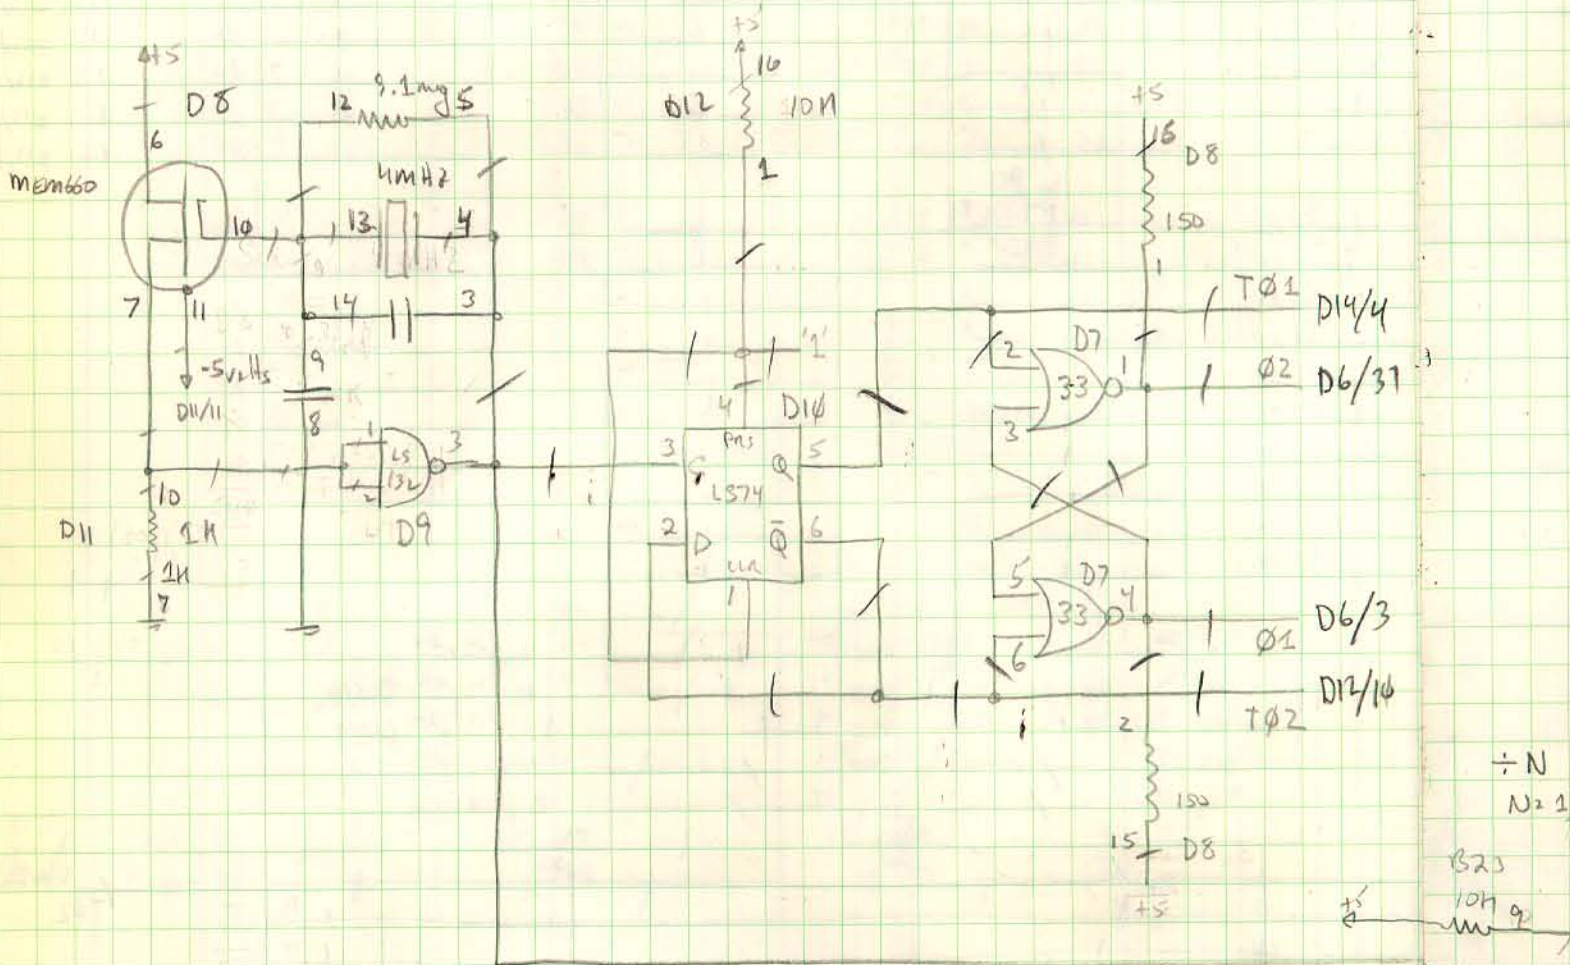 +5
D8
6
MEM660
10
7
11
-5volts
D11/11
10
D11
1K
1K
7
12
9.1meg
5
4MHZ
13
4
14
3
9
8
1
2
3
LS
132
D9
+5
16
D12
10K
1
'1'
4
D10
PRS
3
C
Q
5
LS74
2
D
Q̄
6
CLR
1
+5
15
D8
150
1
TØ1
D14/4
2
D7
1
33
3
Ø2
D6/37
5
D7
4
33
6
Ø1
D6/3
TØ2
D12/10
2
150
15
D8
+5
÷N
N=1
B23
10K
9
+5